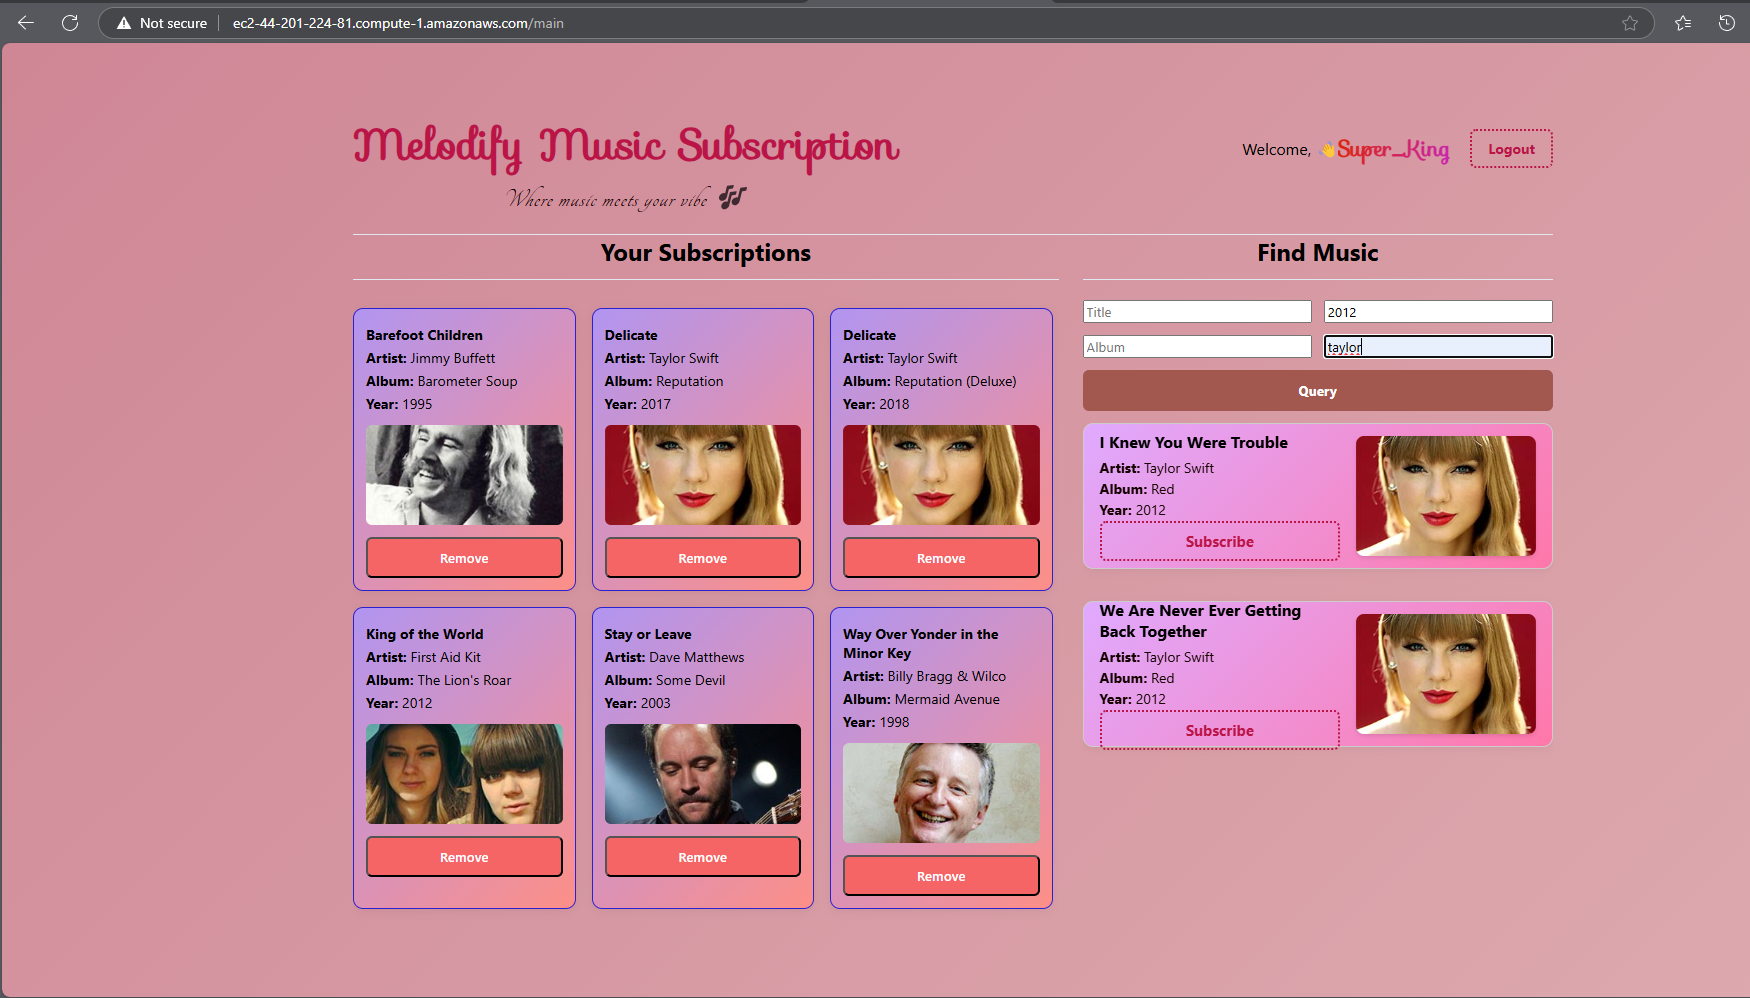 Not secure
ec2-44-201-224-81.compute-1.amazonaws.com/main
Melodify Music Subscription
Where music meets your vibe 🎶
Welcome, 👋Super_King
Logout
Your Subscriptions
Barefoot Children
Artist: Jimmy Buffett
Album: Barometer Soup
Year: 1995
Remove
Delicate
Artist: Taylor Swift
Album: Reputation
Year: 2017
Remove
Delicate
Artist: Taylor Swift
Album: Reputation (Deluxe)
Year: 2018
Remove
King of the World
Artist: First Aid Kit
Album: The Lion's Roar
Year: 2012
Remove
Stay or Leave
Artist: Dave Matthews
Album: Some Devil
Year: 2003
Remove
Way Over Yonder in the
Minor Key
Artist: Billy Bragg & Wilco
Album: Mermaid Avenue
Year: 1998
Remove
Find Music
Title
2012
Album
taylor
Query
I Knew You Were Trouble
Artist: Taylor Swift
Album: Red
Year: 2012
Subscribe
We Are Never Ever Getting
Back Together
Artist: Taylor Swift
Album: Red
Year: 2012
Subscribe